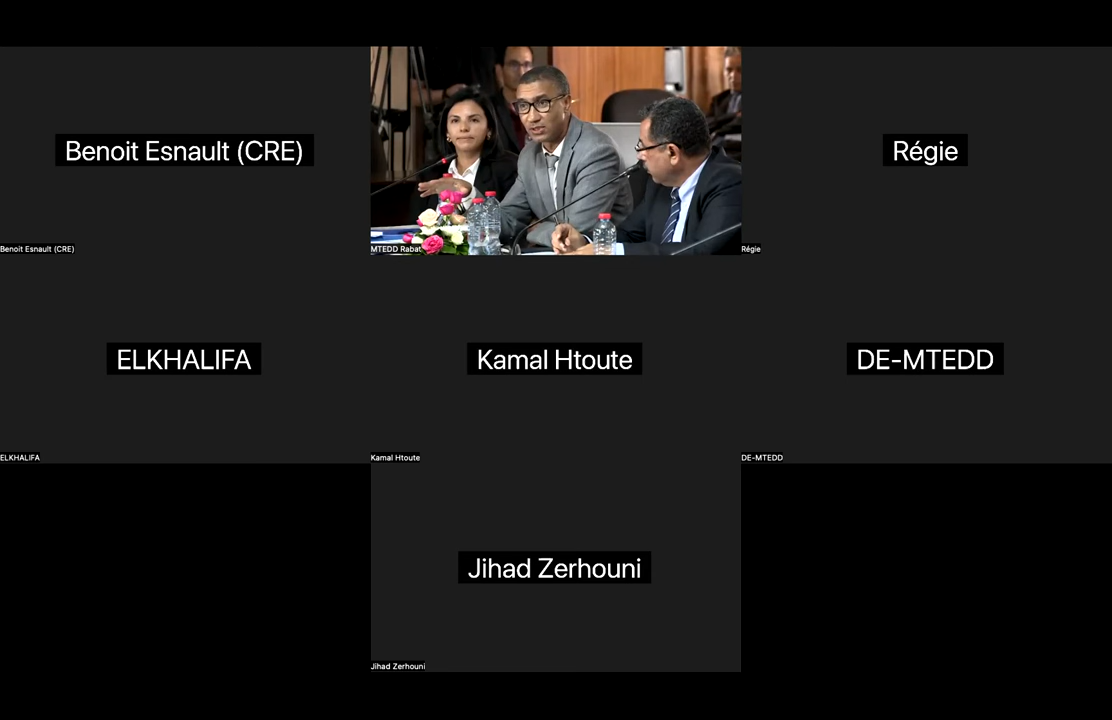 Benoit Esnault (CRE)
Régie
Benoit Esnault (CRE)
MTEDD Rabat
Régie
ELKHALIFA
Kamal Htoute
DE-MTEDD
ELKHALIFA
Kamal Htoute
DE-MTEDD
Jihad Zerhouni
Jihad Zerhouni